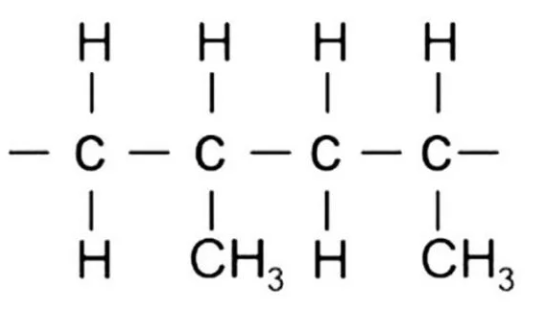 H H H H
— C — C — C — C —
H CH₃ H CH₃